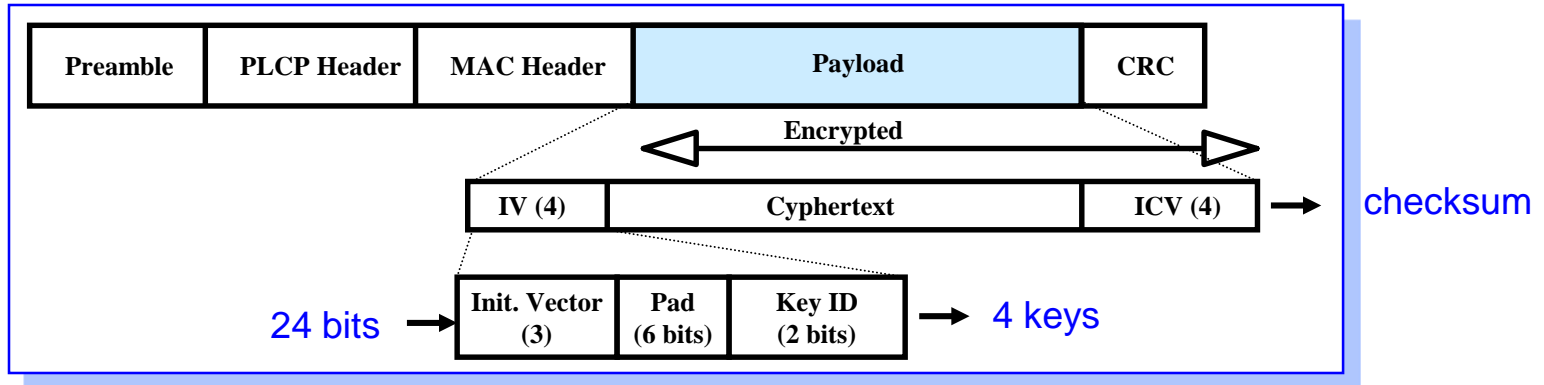 Preamble PLCP Header MAC Header Payload CRC
Encrypted
IV (4) Cyphertext ICV (4) checksum
24 bits Init. Vector (3) Pad (6 bits) Key ID (2 bits) 4 keys